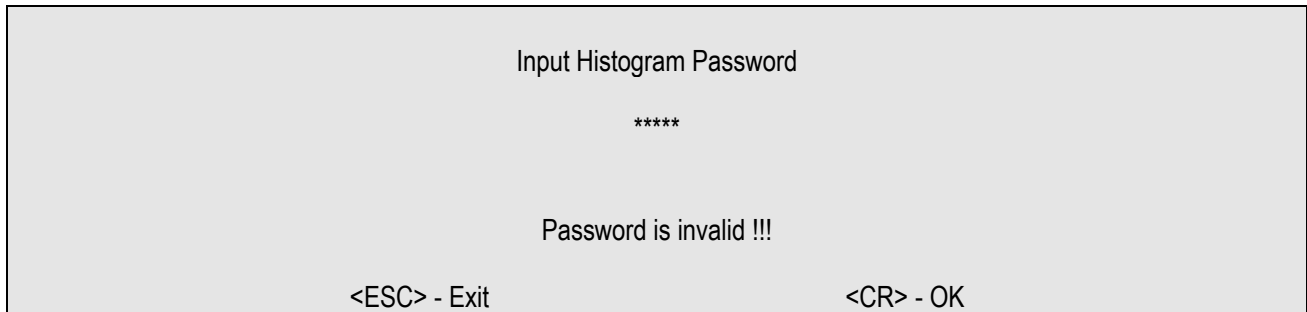 Input Histogram Password
*****
Password is invalid !!!
<ESC> - Exit <CR> - OK